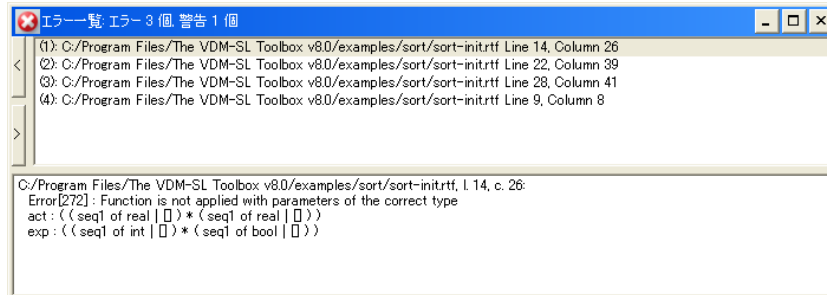 エラー一覧: エラー 3 個, 警告 1 個
(1): C:/Program Files/The VDM-SL Toolbox v8.0/examples/sort/sort-init.rtf Line 14, Column 26
(2): C:/Program Files/The VDM-SL Toolbox v8.0/examples/sort/sort-init.rtf Line 22, Column 39
(3): C:/Program Files/The VDM-SL Toolbox v8.0/examples/sort/sort-init.rtf Line 28, Column 41
(4): C:/Program Files/The VDM-SL Toolbox v8.0/examples/sort/sort-init.rtf Line 9, Column 8
C:/Program Files/The VDM-SL Toolbox v8.0/examples/sort/sort-init.rtf, l. 14, c. 26:
Error[272] : Function is not applied with parameters of the correct type
act : ( ( seq1 of real | [] ) * ( seq1 of real | [] ) )
exp : ( ( seq1 of int | [] ) * ( seq1 of bool | [] ) )